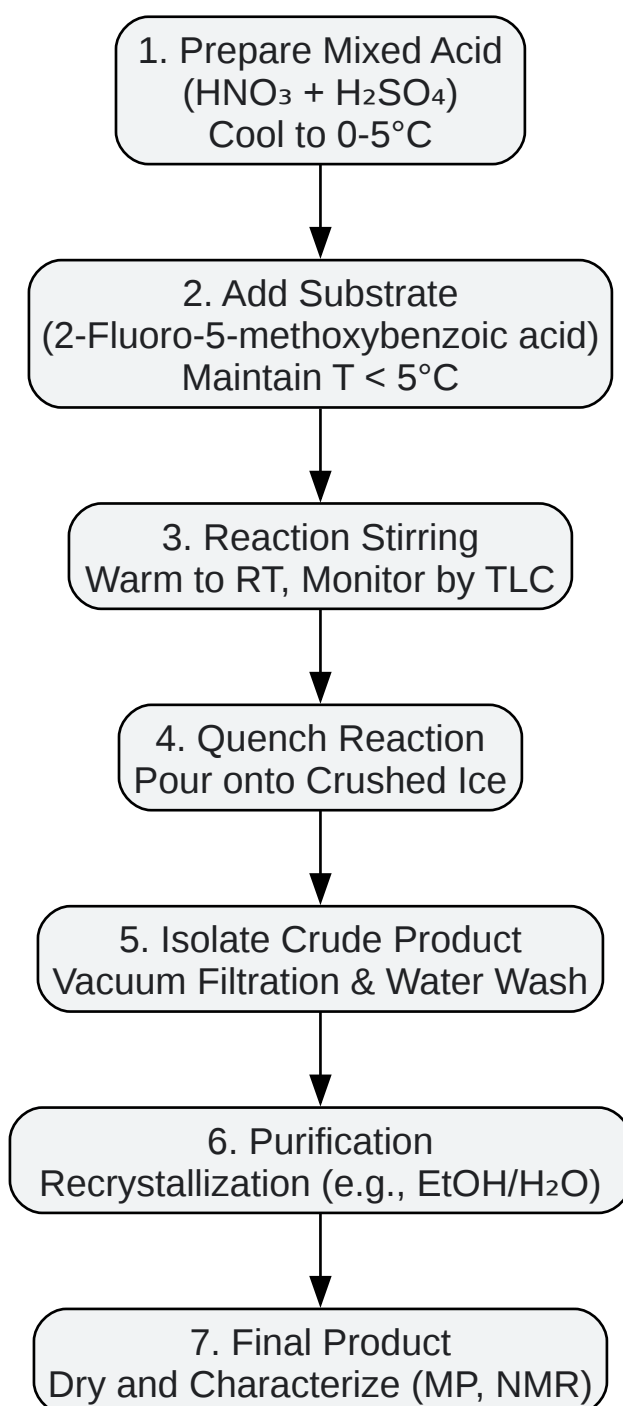 1. Prepare Mixed Acid
(HNO₃ + H₂SO₄)
Cool to 0-5°C
2. Add Substrate
(2-Fluoro-5-methoxybenzoic acid)
Maintain T < 5°C
3. Reaction Stirring
Warm to RT, Monitor by TLC
4. Quench Reaction
Pour onto Crushed Ice
5. Isolate Crude Product
Vacuum Filtration & Water Wash
6. Purification
Recrystallization (e.g., EtOH/H₂O)
7. Final Product
Dry and Characterize (MP, NMR)